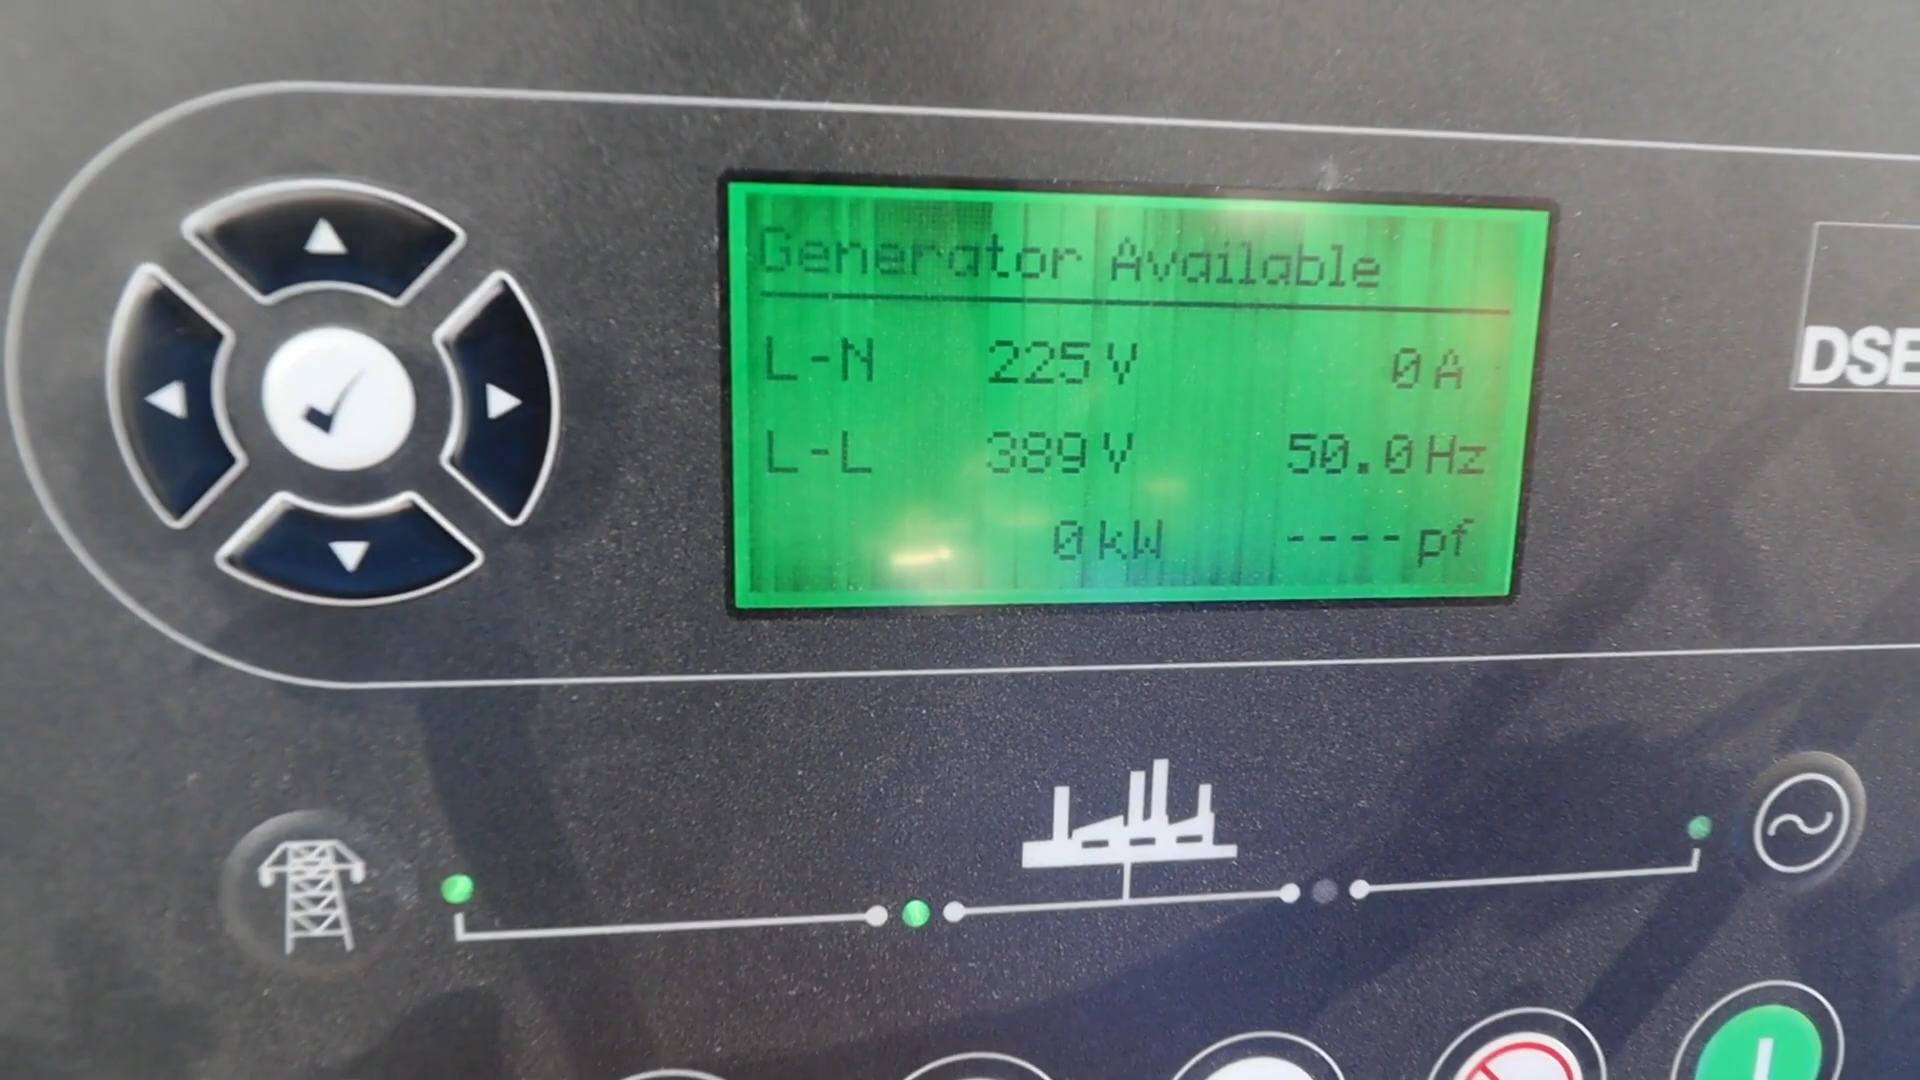 Generator Available
L-N 225 V 0 A
L-L 389 V 50.0 Hz
0 kW ---- pf
DSE